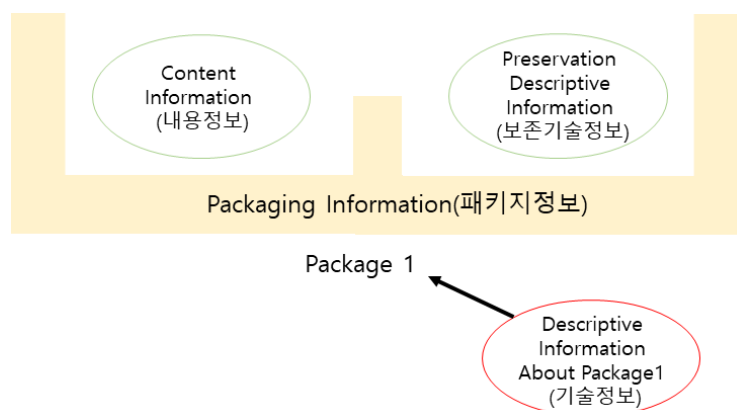 Content
Information
(내용정보)
Preservation
Descriptive
Information
(보존기술정보)
Packaging Information(패키지정보)
Package 1
Descriptive
Information
About Package1
(기술정보)